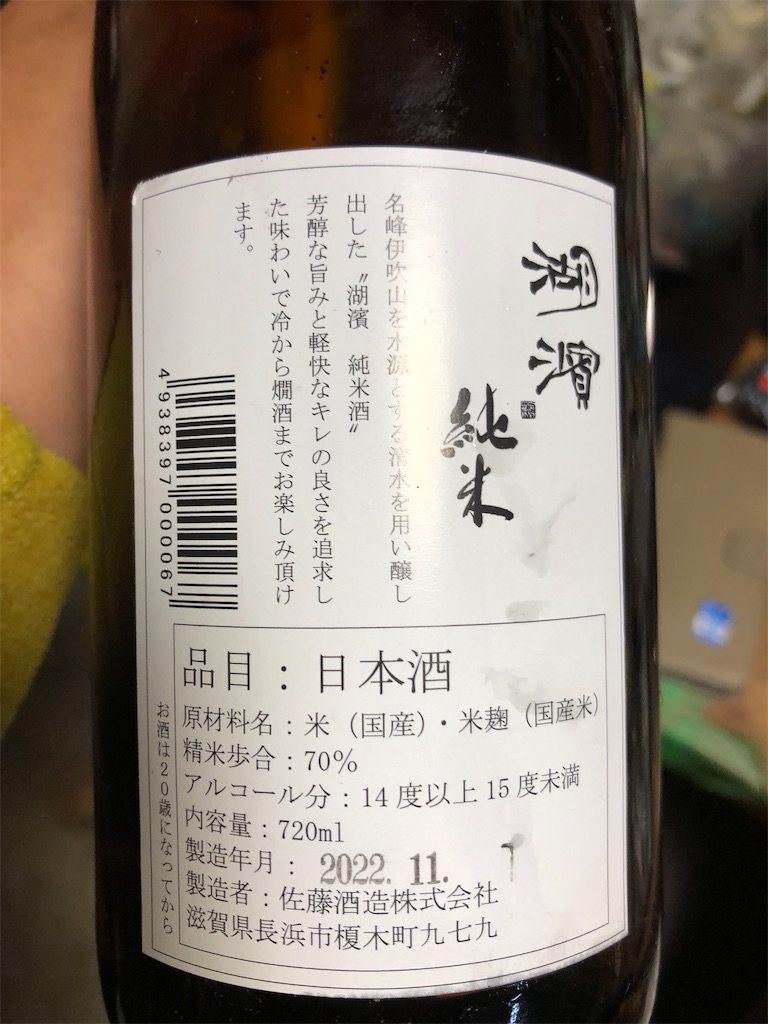 湖濱
純米
名峰伊吹山を水源とする清水を用い醸し
出した〝湖濱 純米酒〟
芳醇な旨みと軽快なキレの良さを追求し
た味わいで冷から燗酒までお楽しみ頂け
ます。
4938397000067
品目：日本酒
原材料名：米（国産）・米麹（国産米）
精米歩合：70％
アルコール分：14度以上15度未満
内容量：720ml
製造年月：2022.11.
製造者：佐藤酒造株式会社
滋賀県長浜市榎木町九七九
お酒は20歳になってから